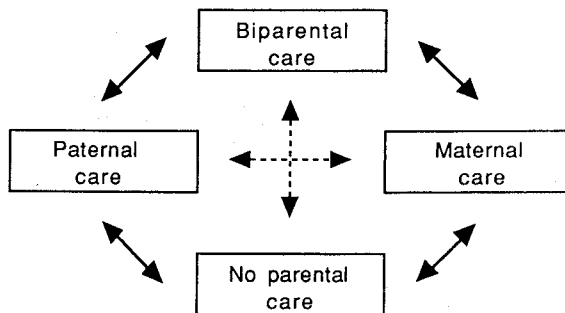 Biparental
care
Paternal
care
Maternal
care
No parental
care